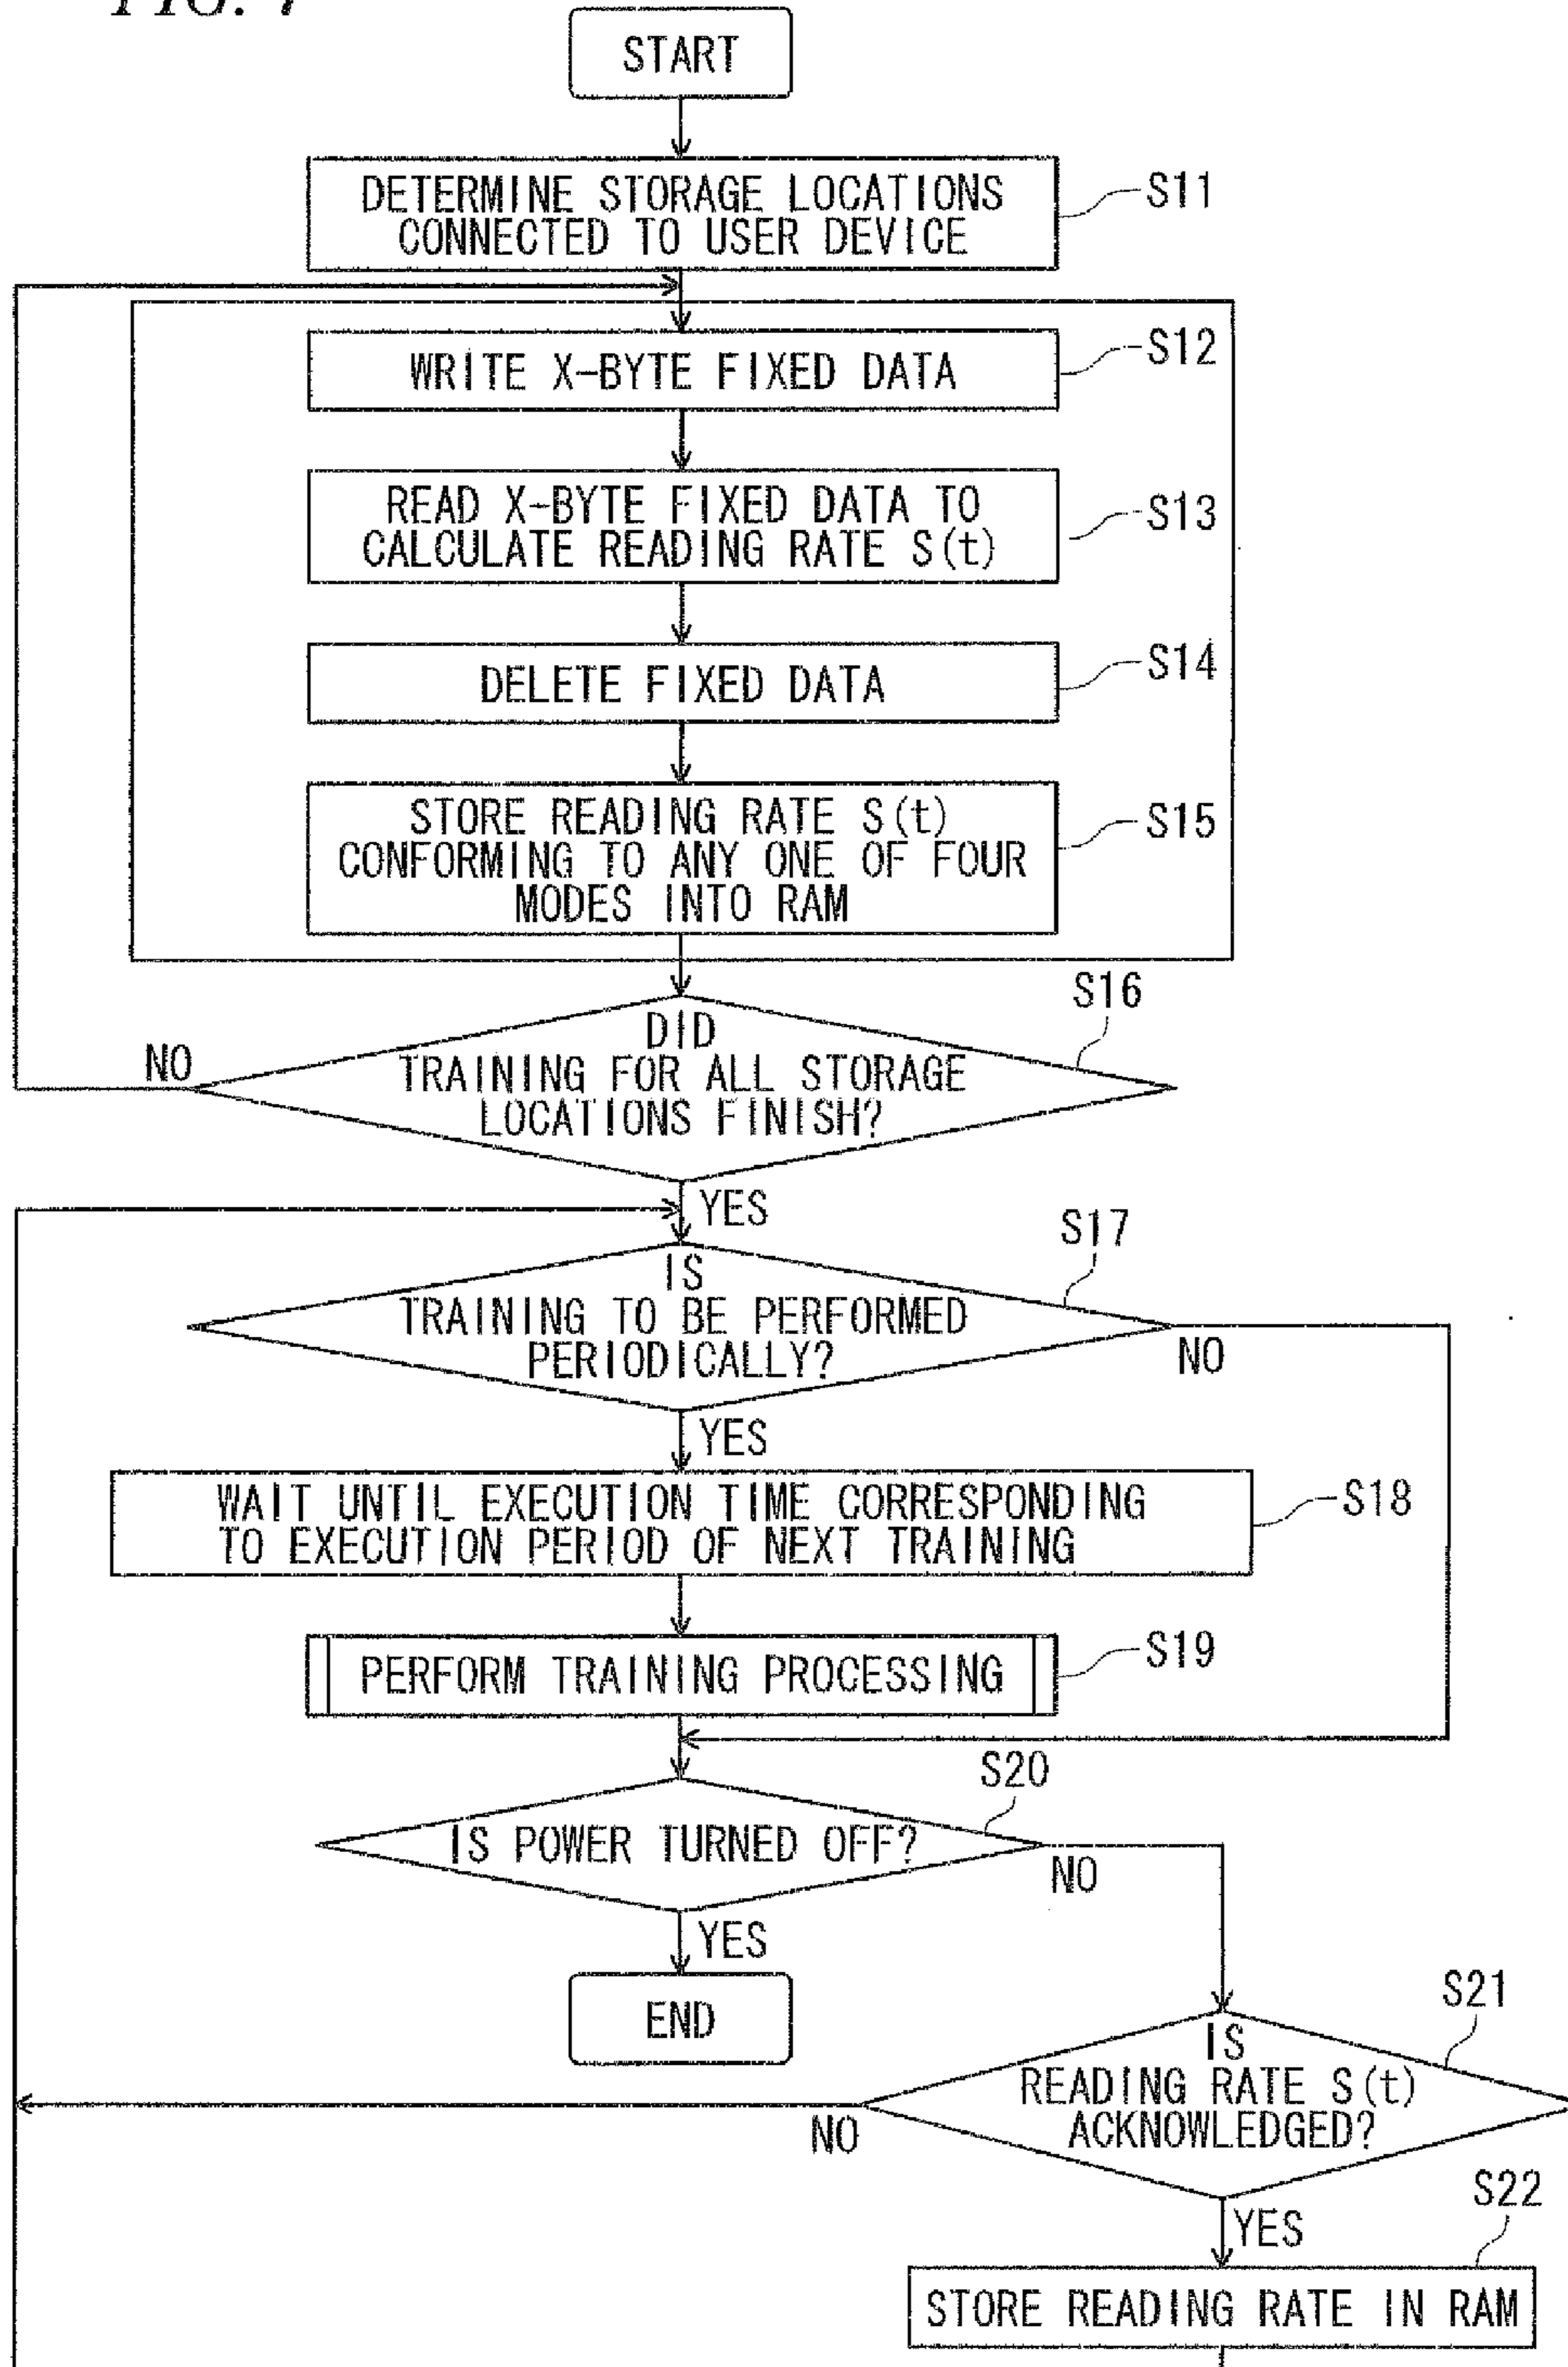 FIG. 7
START
DETERMINE STORAGE LOCATIONS
CONNECTED TO USER DEVICE
S11
WRITE X-BYTE FIXED DATA
S12
READ X-BYTE FIXED DATA TO
CALCULATE READING RATE S(t)
S13
DELETE FIXED DATA
S14
STORE READING RATE S(t)
CONFORMING TO ANY ONE OF FOUR
MODES INTO RAM
S15
S16
DID
TRAINING FOR ALL STORAGE
LOCATIONS FINISH?
NO
YES
S17
IS
TRAINING TO BE PERFORMED
PERIODICALLY?
NO
YES
WAIT UNTIL EXECUTION TIME CORRESPONDING
TO EXECUTION PERIOD OF NEXT TRAINING
S18
PERFORM TRAINING PROCESSING
S19
S20
IS POWER TURNED OFF?
NO
YES
END
S21
IS
READING RATE S(t)
ACKNOWLEDGED?
NO
YES
S22
STORE READING RATE IN RAM